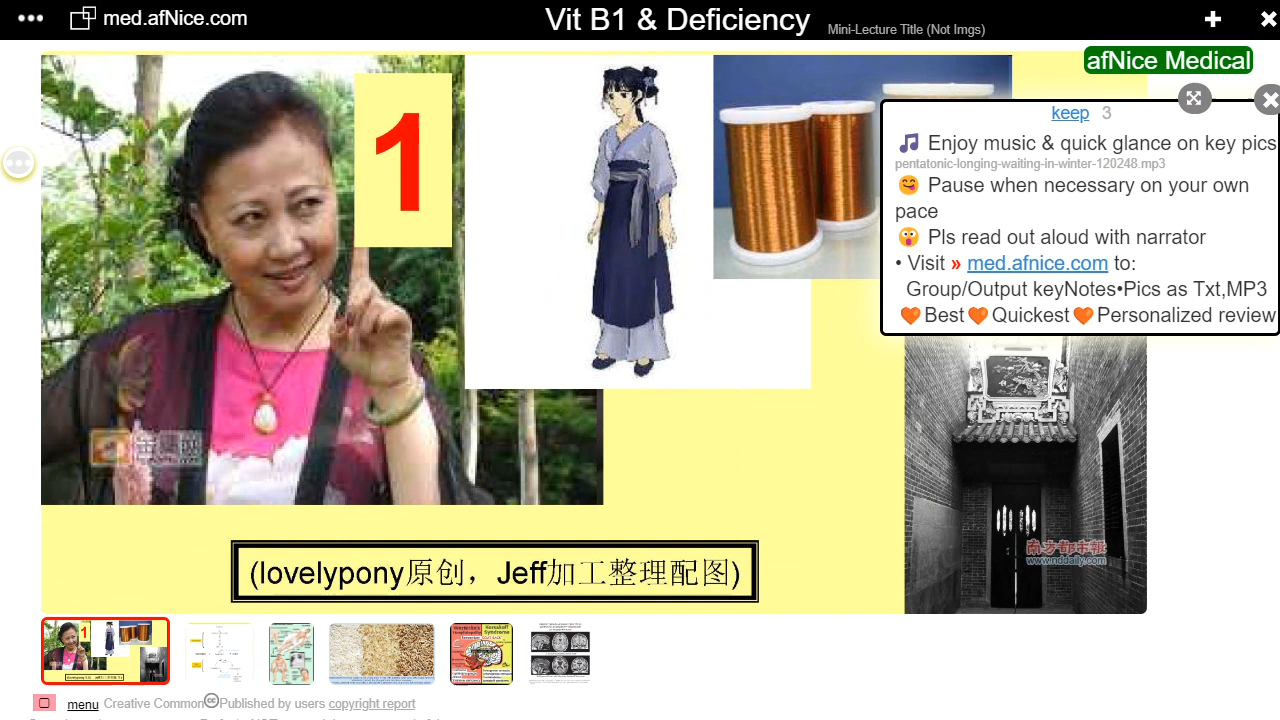 med.afNice.com
Vit B1 & Deficiency
Mini-Lecture Title (Not Imgs)
afNice Medical
keep 3
Enjoy music & quick glance on key pics
pentatonic-longing-waiting-in-winter-120248.mp3
Pause when necessary on your own
pace
Pls read out aloud with narrator
• Visit » med.afnice.com to:
Group/Output keyNotes•Pics as Txt,MP3
Best Quickest Personalized review
1
南方都市报
www.nddaily.com
(lovelypony原创，Jeff加工整理配图)
menu Creative Common cc Published by users copyright report